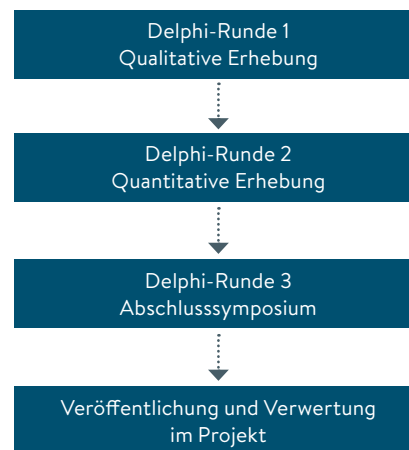 Delphi-Runde 1
Qualitative Erhebung
Delphi-Runde 2
Quantitative Erhebung
Delphi-Runde 3
Abschlusssymposium
Veröffentlichung und Verwertung
im Projekt